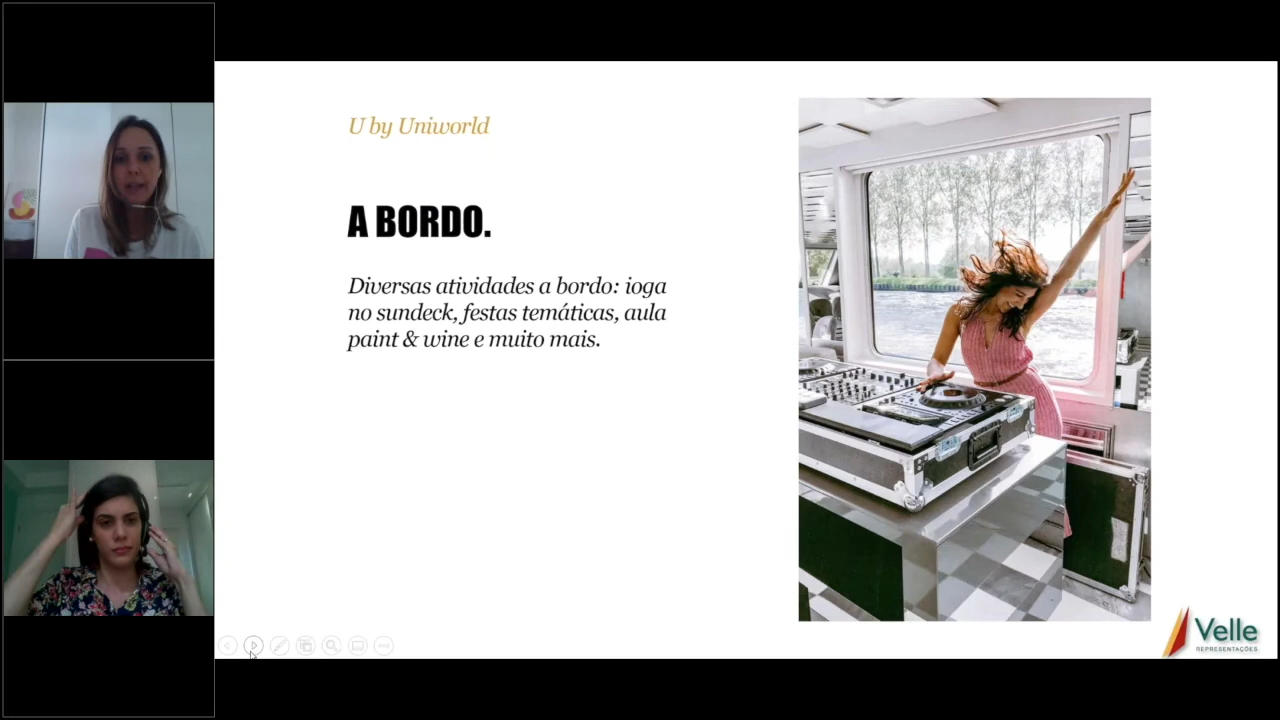 U by Uniworld
A BORDO.
Diversas atividades a bordo: ioga
no sundeck, festas temáticas, aula
paint & wine e muito mais.
Velle
REPRESENTAÇÕES